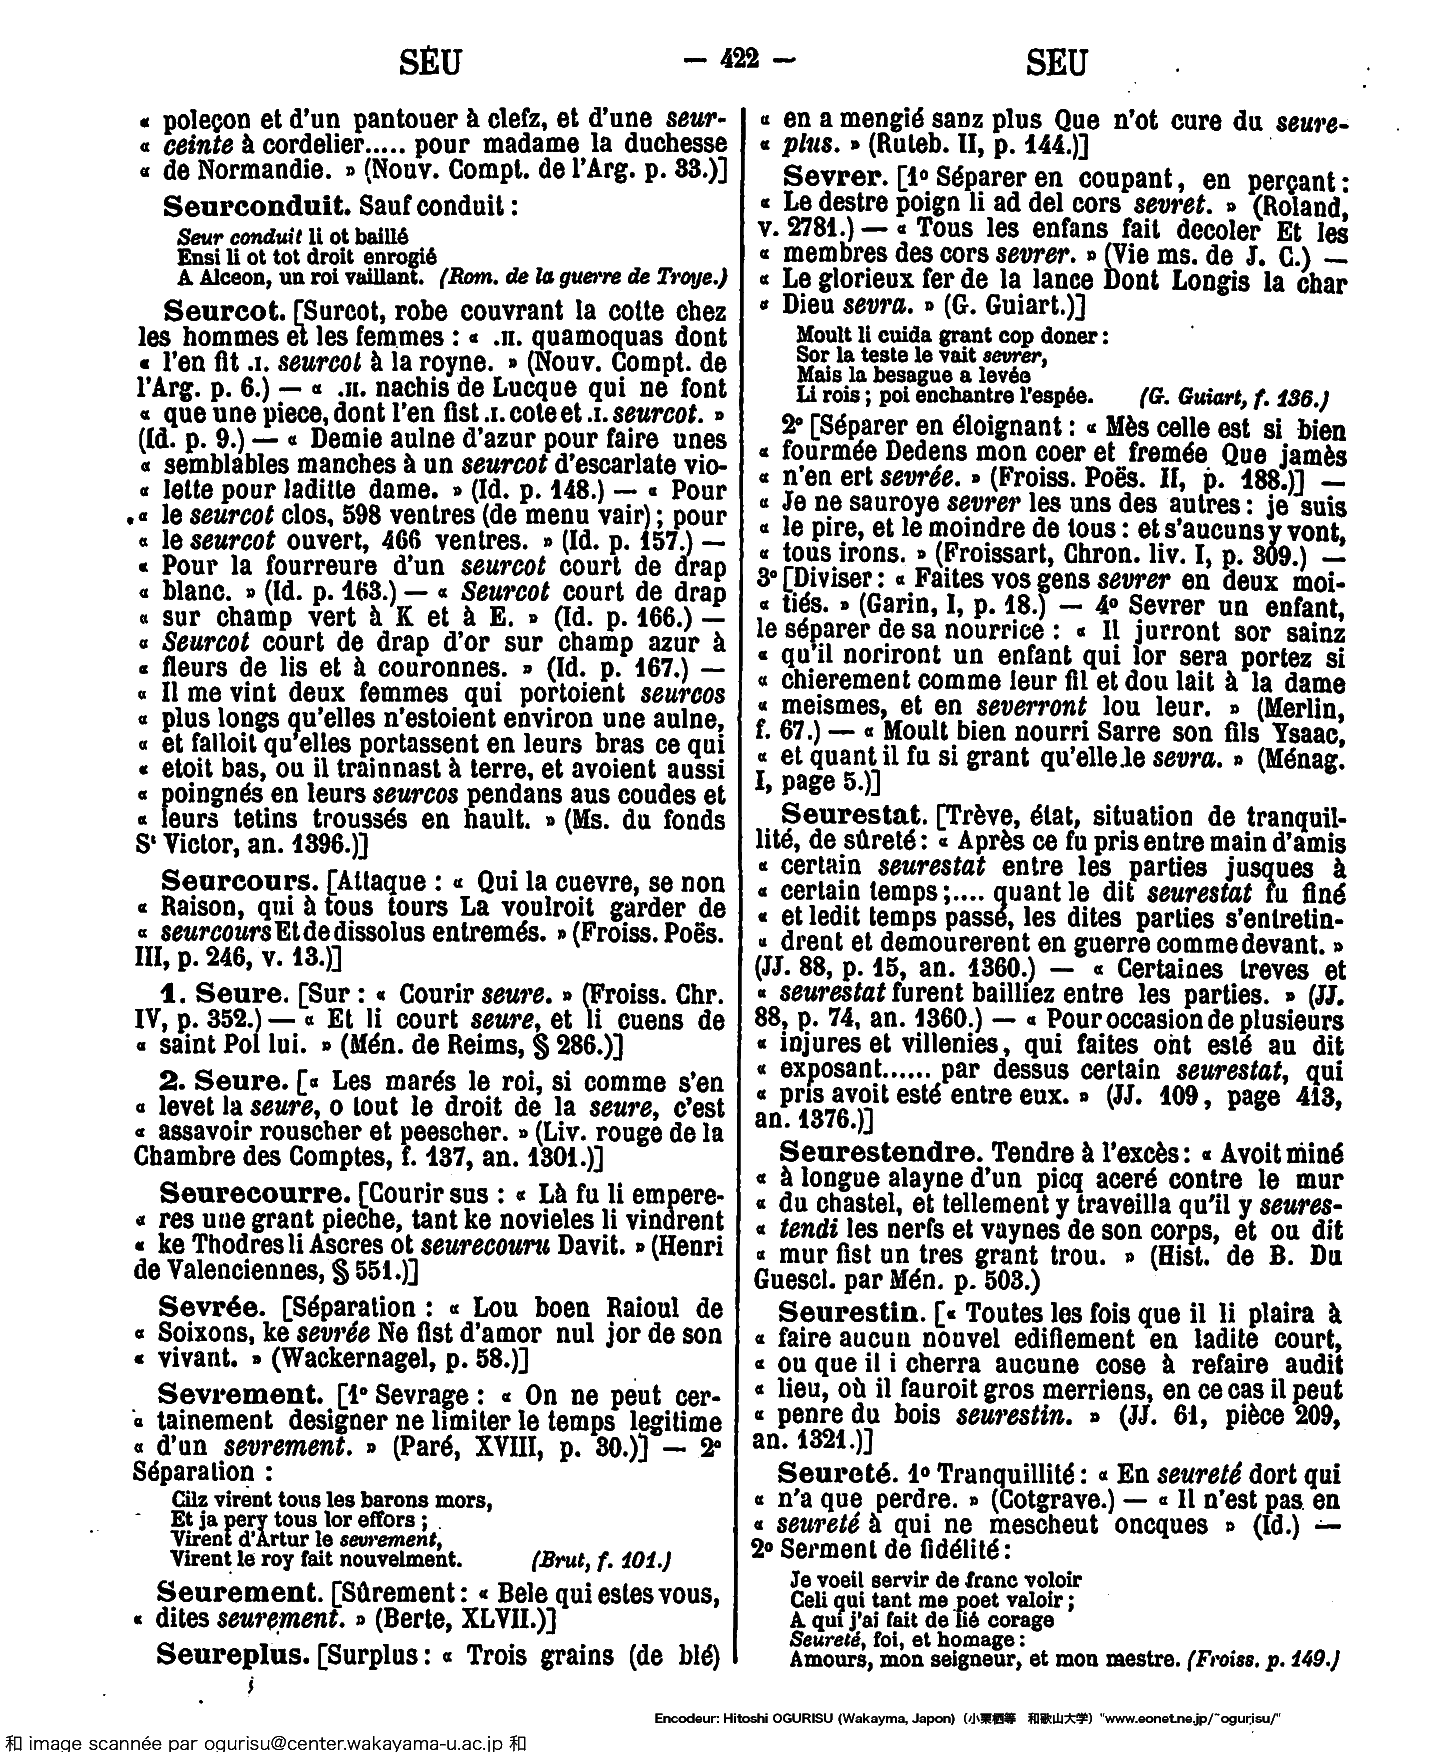 SÉU — 422 — SEU
« poleçon et d'un pantouer à clefz, et d'une seur-
« ceinte à cordelier..... pour madame la duchesse
« de Normandie. » (Nouv. Compt. de l'Arg. p. 33.)]
Seurconduit. Sauf conduit :
Seur conduit li ot baillé
Ensi li ot tot droit enrogié
A Alceon, un roi vaillant. (Rom. de la guerre de Troye.)
Seurcot. [Surcot, robe couvrant la cotte chez
les hommes et les femmes : « .II. quamoquas dont
« l'en fit .I. seurcot à la royne. » (Nouv. Compt. de
l'Arg. p. 6.) — « .II. nachis de Lucque qui ne font
« que une piece, dont l'en fist .I. cote et .I. seurcot. »
(Id. p. 9.) — « Demie aulne d'azur pour faire unes
« semblables manches à un seurcot d'escarlate vio-
« lette pour laditte dame. » (Id. p. 148.) — « Pour
« le seurcot clos, 598 ventres (de menu vair) ; pour
« le seurcot ouvert, 466 ventres. » (Id. p. 157.) —
« Pour la fourreure d'un seurcot court de drap
« blanc. » (Id. p. 163.) — « Seurcot court de drap
« sur champ vert à K et à E. » (Id. p. 166.) —
« Seurcot court de drap d'or sur champ azur à
« fleurs de lis et à couronnes. » (Id. p. 167.) —
« Il me vint deux femmes qui portoient seurcos
« plus longs qu'elles n'estoient environ une aulne,
« et falloit qu'elles portassent en leurs bras ce qui
« etoit bas, ou il trainnast à terre, et avoient aussi
« poingnés en leurs seurcos pendans aus coudes et
« leurs tetins troussés en hault. » (Ms. du fonds
St Victor, an. 1396.)]
Seurcours. [Attaque : « Qui la cuevre, se non
« Raison, qui à tous tours La voulroit garder de
« seurcours Et de dissolus entremés. » (Froiss. Poës.
III, p. 246, v. 13.)]
1. Seure. [Sur : « Courir seure. » (Froiss. Chr.
IV, p. 352.) — « Et li court seure, et li cuens de
« saint Pol lui. » (Mén. de Reims, § 286.)]
2. Seure. [« Les marés le roi, si comme s'en
« levet la seure, o tout le droit de la seure, c'est
« assavoir rouscher et peescher. » (Liv. rouge de la
Chambre des Comptes, f. 137, an. 1301.)]
Seurecourre. [Courir sus : « Là fu li empere-
« res une grant pieche, tant ke novieles li vindrent
« ke Thodres li Ascres ot seurecouru Davit. » (Henri
de Valenciennes, § 551.)]
Sevrée. [Séparation : « Lou boen Raioul de
« Soixons, ke sevrée Ne fist d'amor nul jor de son
« vivant. » (Wackernagel, p. 58.)]
Sevrement. [1º Sevrage : « On ne peut cer-
« tainement designer ne limiter le temps legitime
« d'un sevrement. » (Paré, XVIII, p. 30.)] — 2º
Séparation :
Cilz virent tous les barons mors,
Et ja pery tous lor effors ;
Virent d'Artur le sevrement,
Virent le roy fait nouvelment. (Brut, f. 101.)
Seurement. [Sûrement : « Bele qui estes vous,
« dites seurement. » (Berte, XLVII.)]
Seureplus. [Surplus : « Trois grains (de blé)
« en a mengié sanz plus Que n'ot cure du seure-
« plus. » (Ruteb. II, p. 144.)]
Sevrer. [1º Séparer en coupant, en perçant :
« Le destre poign li ad del cors sevret. » (Roland,
v. 2781.) — « Tous les enfans fait decoler Et les
« membres des cors sevrer. » (Vie ms. de J. C.) —
« Le glorieux fer de la lance Dont Longis la char
« Dieu sevra. » (G. Guiart.)]
Moult li cuida grant cop doner :
Sor la teste le vait sevrer,
Mais la besague a levée
Li rois ; poi enchantre l'espée. (G. Guiart, f. 136.)
2º [Séparer en éloignant : « Mès celle est si bien
« fourmée Dedens mon coer et fremée Que jamès
« n'en ert sevrée. » (Froiss. Poës. II, p. 188.)] —
« Je ne sauroye sevrer les uns des autres : je suis
« le pire, et le moindre de tous : et s'aucuns y vont,
« tous irons. » (Froissart, Chron. liv. I, p. 309.) —
3º [Diviser : « Faites vos gens sevrer en deux moi-
« tiés. » (Garin, I, p. 18.) — 4º Sevrer un enfant,
le séparer de sa nourrice : « Il jurront sor sainz
« qu'il noriront un enfant qui lor sera portez si
« chierement comme leur fil et dou lait à la dame
« meismes, et en severront lou leur. » (Merlin,
f. 67.) — « Moult bien nourri Sarre son fils Ysaac,
« et quant il fu si grant qu'elle le sevra. » (Ménag.
I, page 5.)]
Seurestat. [Trève, état, situation de tranquil-
lité, de sûreté : « Après ce fu pris entre main d'amis
« certain seurestat entre les parties jusques à
« certain temps ;.... quant le dit seurestat fu finé
« et ledit temps passé, les dites parties s'entretin-
« drent et demourerent en guerre comme devant. »
(JJ. 88, p. 15, an. 1360.) — « Certaines treves et
« seurestat furent bailliez entre les parties. » (JJ.
88, p. 74, an. 1360.) — « Pour occasion de plusieurs
« injures et villenies, qui faites ont esté au dit
« exposant...... par dessus certain seurestat, qui
« pris avoit esté entre eux. » (JJ. 109, page 413,
an. 1376.)]
Seurestendre. Tendre à l'excès : « Avoit miné
« à longue alayne d'un picq aceré contre le mur
« du chastel, et tellement y traveilla qu'il y seures-
« tendi les nerfs et vaynes de son corps, et ou dit
« mur fist un tres grant trou. » (Hist. de B. Du
Guescl. par Mén. p. 503.)
Seurestin. [« Toutes les fois que il li plaira à
« faire aucun nouvel edifiement en ladite court,
« ou que il i cherra aucune cose à refaire audit
« lieu, où il fauroit gros merriens, en ce cas il peut
« penre du bois seurestin. » (JJ. 61, pièce 209,
an. 1321.)]
Seureté. 1º Tranquillité : « En seureté dort qui
« n'a que perdre. » (Cotgrave.) — « Il n'est pas en
« seureté à qui ne mescheut oncques » (Id.) —
2º Serment de fidélité :
Je voeil servir de franc voloir
Celi qui tant me poet valoir ;
A qui j'ai fait de lié corage
Seureté, foi, et homage :
Amours, mon seigneur, et mon mestre. (Froiss. p. 149.)
Encodeur: Hitoshi OGURISU (Wakayma, Japon) (小栗栖等 和歌山大学) "www.eonet.ne.jp/~ogurisu/"
和 image scannée par ogurisu@center.wakayama-u.ac.jp 和